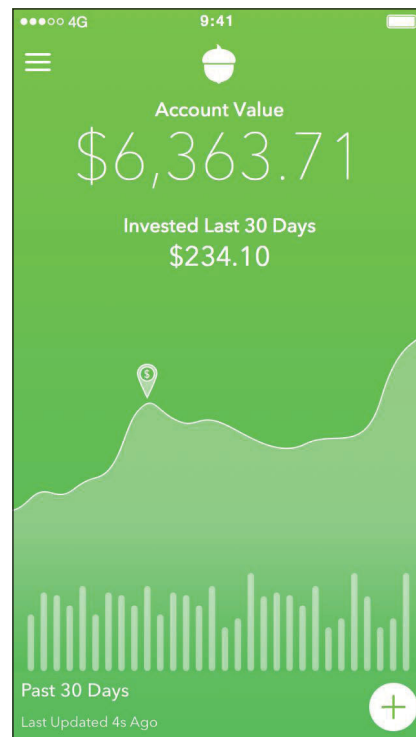 4G 9:41
Account Value
$6,363.71
Invested Last 30 Days
$234.10
$
Past 30 Days
Last Updated 4s Ago